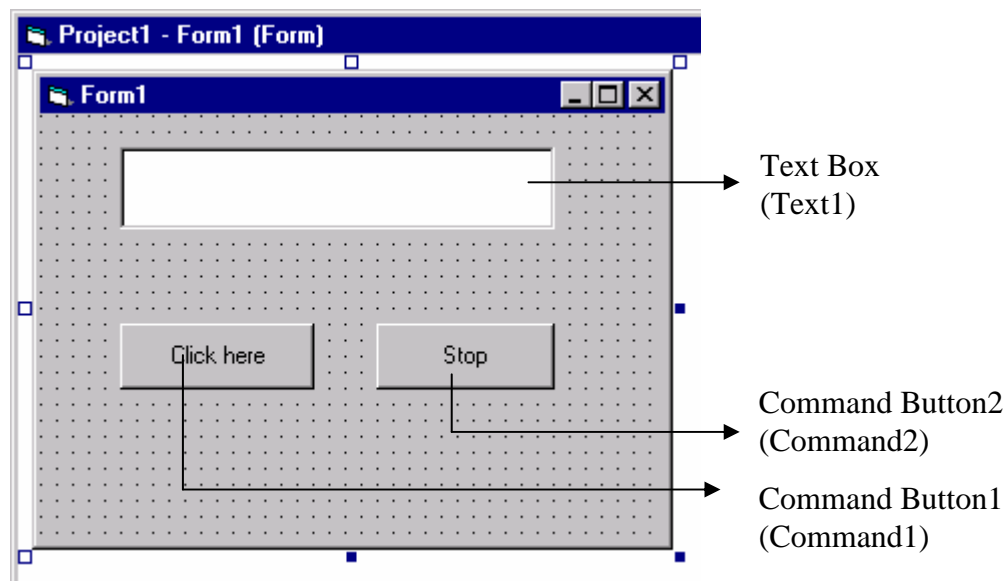 Project1 - Form1 (Form)
Form1
Text Box
(Text1)
Click here
Stop
Command Button2
(Command2)
Command Button1
(Command1)